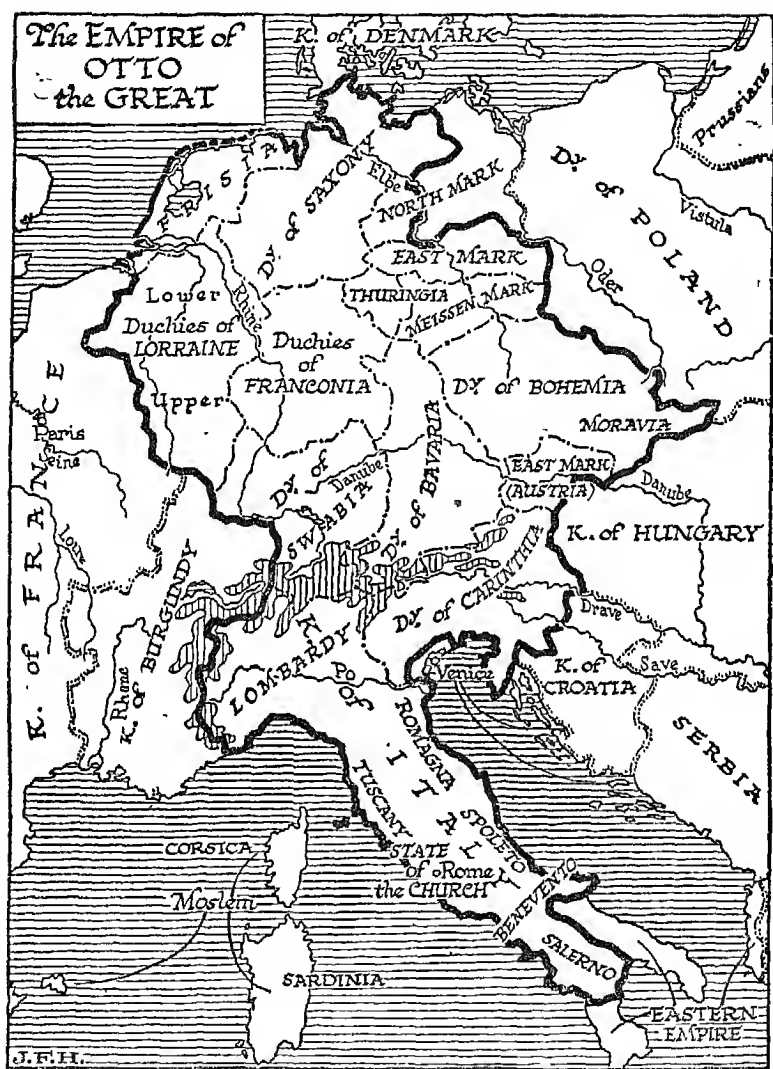 The EMPIRE of
OTTO
the GREAT
K. of DENMARK
Prussians
FRISIA
Dy. of SAXONY
Elbe
NORTH MARK
Dy. of POLAND
Vistula
Oder
EAST MARK
THURINGIA
MEISSEN MARK
Lower
Duchies of
LORRAINE
Upper
Rhine
Duchies
of
FRANCONIA
Dy. of BOHEMIA
MORAVIA
K. of FRANCE
Paris
Seine
Loire
Dy. of
SWABIA
Danube
Dy. of BAVARIA
EAST MARK
(AUSTRIA)
Danube
K. of HUNGARY
K. of BURGUNDY
Rhone
Dy. of CARINTHIA
Drave
Save
K. of
CROATIA
SERBIA
LOMBARDY
Po
Venice
K. of ITALY
ROMAGNA
TUSCANY
SPOLETO
STATE
of Rome
the CHURCH
BENEVENTO
SALERNO
CORSICA
Moslem
SARDINIA
EASTERN
EMPIRE
J.F.H.